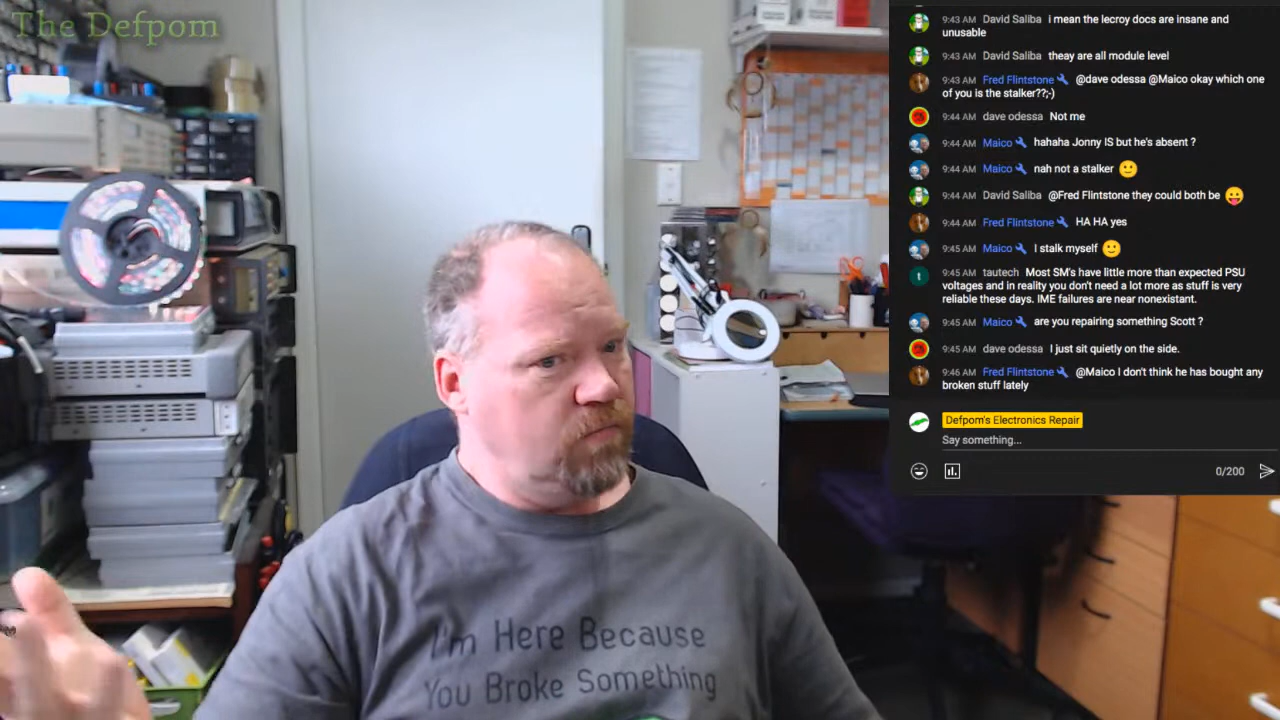 The Defpom
9:43 AM David Saliba i mean the lecroy docs are insane and
unusable
9:43 AM David Saliba theay are all module level
9:43 AM Fred Flintstone @dave odessa @Maico okay which one
of you is the stalker??;-)
9:44 AM dave odessa Not me
9:44 AM Maico hahaha Jonny IS but he's absent ?
9:44 AM Maico nah not a stalker
9:44 AM David Saliba @Fred Flintstone they could both be
9:44 AM Fred Flintstone HA HA yes
9:45 AM Maico I stalk myself
9:45 AM tautech Most SM's have little more than expected PSU
voltages and in reality you don't need a lot more as stuff is very
reliable these days. IME failures are near nonexistant.
9:45 AM Maico are you repairing something Scott ?
9:45 AM dave odessa I just sit quietly on the side.
9:46 AM Fred Flintstone @Maico I don't think he has bought any
broken stuff lately
Defpom's Electronics Repair
Say something...
0/200
I'm Here Because
You Broke Something